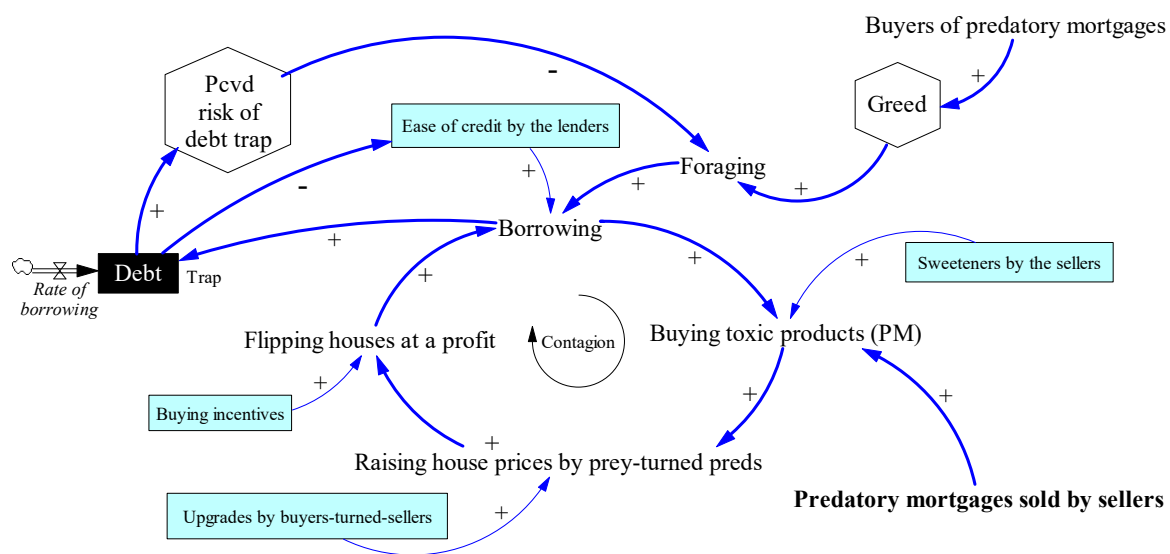 Buyers of predatory mortgages
+
Greed
+
Pcvd
risk of
debt trap
-
Ease of credit by the lenders
+
Foraging
+
-
+
Borrowing
+
+
Debt
Trap
Rate of
borrowing
Sweeteners by the sellers
+
Flipping houses at a profit
+
Contagion
Buying toxic products (PM)
+
Buying incentives
+
+
+
Raising house prices by prey-turned preds
Predatory mortgages sold by sellers
Upgrades by buyers-turned-sellers
+